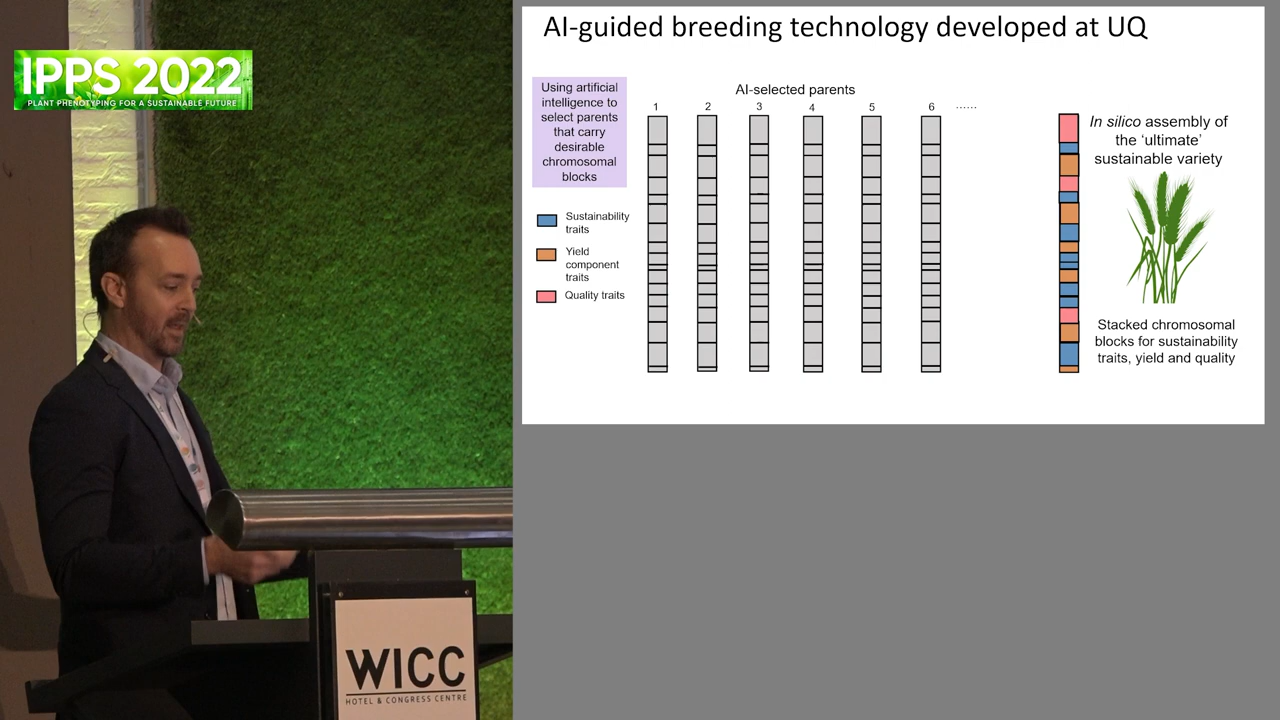 IPPS 2022
PLANT PHENOTYPING FOR A SUSTAINABLE FUTURE
AI-guided breeding technology developed at UQ
Using artificial
intelligence to
select parents
that carry
desirable
chromosomal
blocks
AI-selected parents
1 2 3 4 5 6 ......
Sustainability
traits
Yield
component
traits
Quality traits
In silico assembly of
the ‘ultimate’
sustainable variety
Stacked chromosomal
blocks for sustainability
traits, yield and quality
WICC
HOTEL & CONGRESS CENTRE